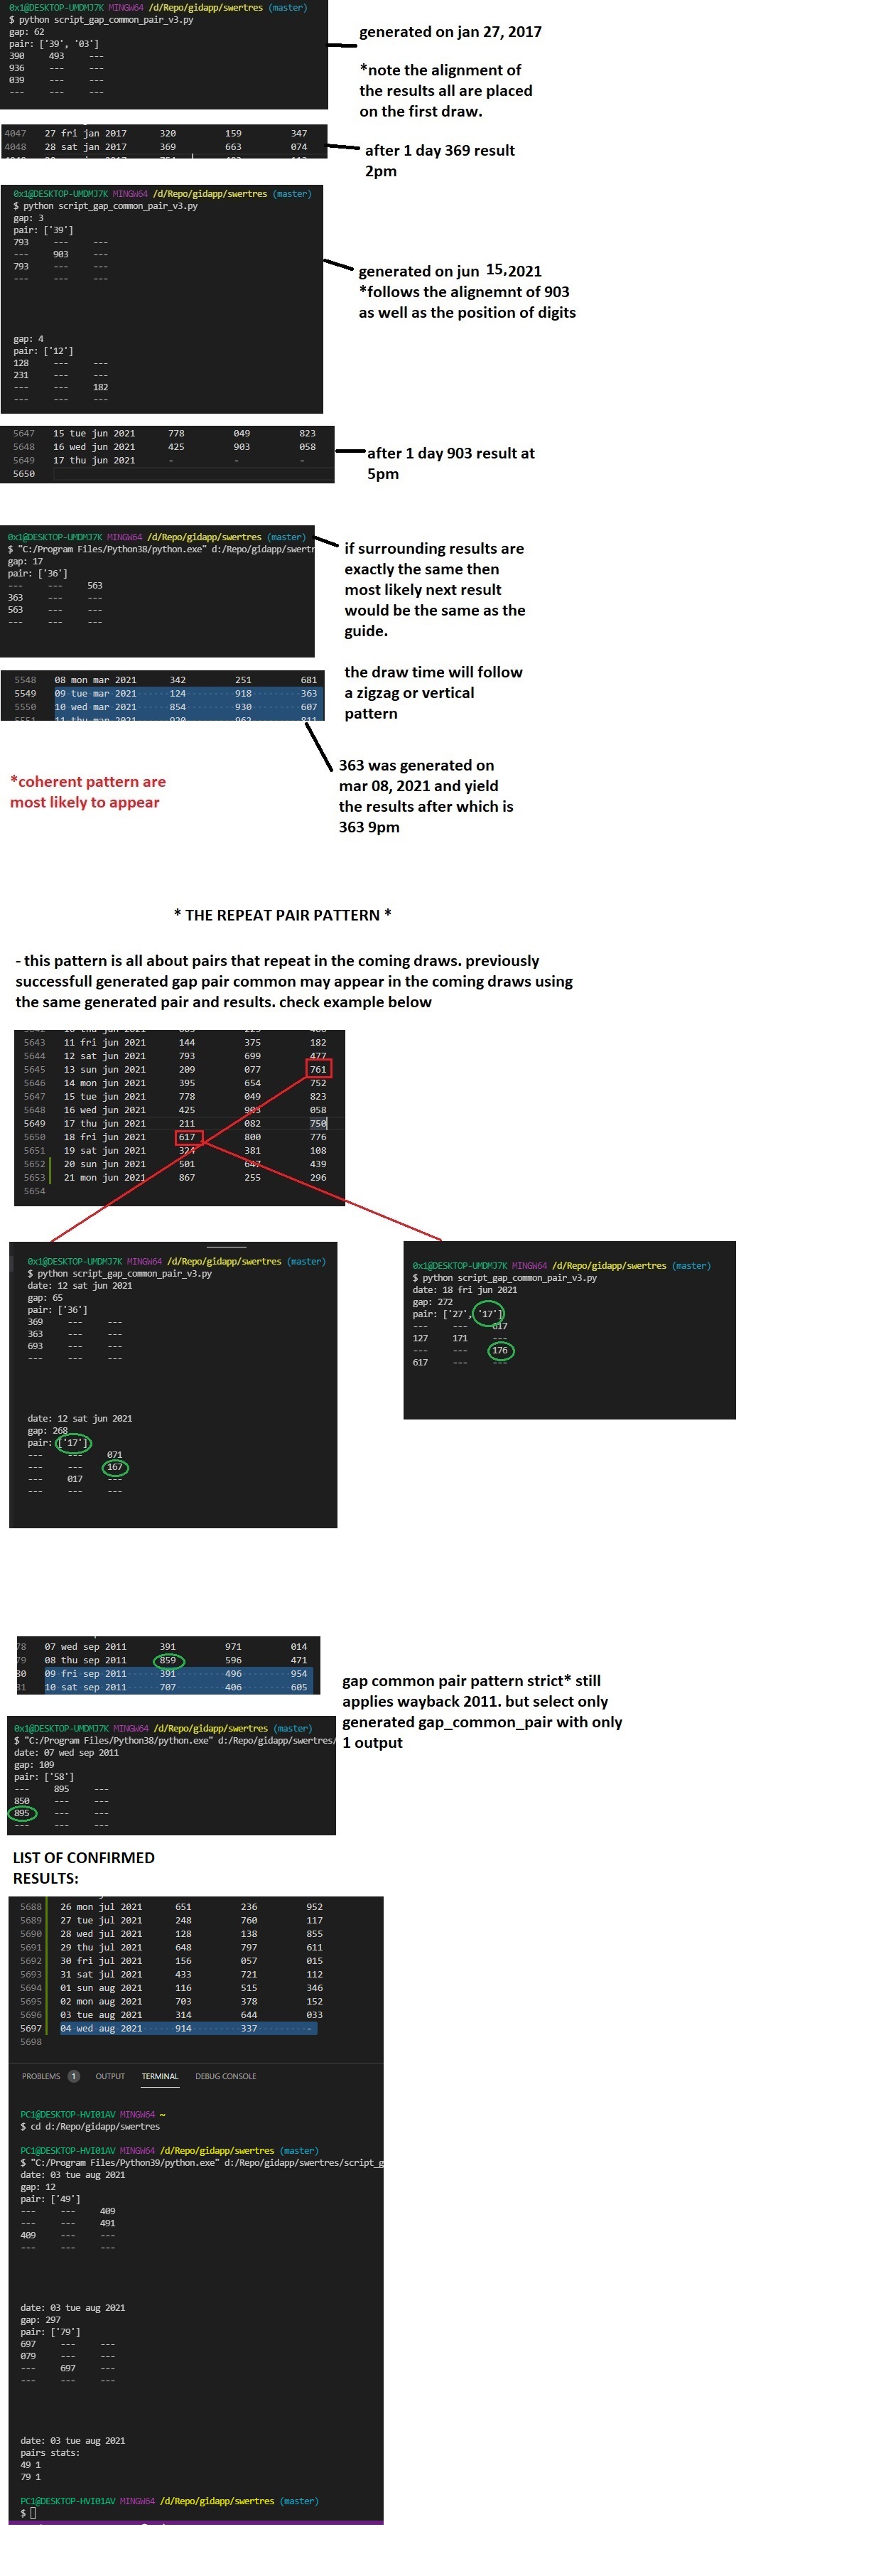 0x1@DESKTOP-UMDMJ7K MINGW64 /d/Repo/gidapp/swertres (master)
$ python script_gap_common_pair_v3.py
gap: 62
pair: ['39', '03']
390 493 ---
936 --- ---
039 --- ---
--- --- ---
generated on jan 27, 2017
*note the alignment of
the results all are placed
on the first draw.
4047 27 fri jan 2017 320 159 347
4048 28 sat jan 2017 369 663 074
after 1 day 369 result
2pm
0x1@DESKTOP-UMDMJ7K MINGW64 /d/Repo/gidapp/swertres (master)
$ python script_gap_common_pair_v3.py
gap: 3
pair: ['39']
793 --- ---
--- 903 ---
793 --- ---
--- --- ---
generated on jun 15,2021
*follows the alignemnt of 903
as well as the position of digits
gap: 4
pair: ['12']
128 --- ---
231 --- ---
--- --- 182
--- --- ---
5647 15 tue jun 2021 778 049 823
5648 16 wed jun 2021 425 903 058
5649 17 thu jun 2021 - - -
5650
after 1 day 903 result at
5pm
0x1@DESKTOP-UMDMJ7K MINGW64 /d/Repo/gidapp/swertres (master)
$ "C:/Program Files/Python38/python.exe" d:/Repo/gidapp/swertr
gap: 17
pair: ['36']
--- --- 563
363 --- ---
563 --- ---
--- --- ---
if surrounding results are
exactly the same then
most likely next result
would be the same as the
guide.
5548 08 mon mar 2021 342 251 681
5549 09 tue mar 2021 124 918 363
5550 10 wed mar 2021 854 930 607
5551 11 thu mar 2021 920 962 811
the draw time will follow
a zigzag or vertical
pattern
363 was generated on
mar 08, 2021 and yield
the results after which is
363 9pm
*coherent pattern are
most likely to appear
* THE REPEAT PAIR PATTERN *
- this pattern is all about pairs that repeat in the coming draws. previously
successfull generated gap pair common may appear in the coming draws using
the same generated pair and results. check example below
5643 11 fri jun 2021 144 375 182
5644 12 sat jun 2021 793 699 477
5645 13 sun jun 2021 209 077 761
5646 14 mon jun 2021 395 654 752
5647 15 tue jun 2021 778 049 823
5648 16 wed jun 2021 425 903 058
5649 17 thu jun 2021 211 082 750
5650 18 fri jun 2021 617 800 776
5651 19 sat jun 2021 324 381 108
5652 20 sun jun 2021 501 647 439
5653 21 mon jun 2021 867 255 296
5654
0x1@DESKTOP-UMDMJ7K MINGW64 /d/Repo/gidapp/swertres (master)
$ python script_gap_common_pair_v3.py
date: 12 sat jun 2021
gap: 65
pair: ['36']
369 --- ---
363 --- ---
693 --- ---
--- --- ---
date: 12 sat jun 2021
gap: 268
pair: ['17']
--- --- 071
--- --- 167
--- 017 ---
--- --- ---
0x1@DESKTOP-UMDMJ7K MINGW64 /d/Repo/gidapp/swertres (master)
$ python script_gap_common_pair_v3.py
date: 18 fri jun 2021
gap: 272
pair: ['27', '17']
--- --- 617
127 171 ---
--- --- 176
617 --- ---
78 07 wed sep 2011 391 971 014
79 08 thu sep 2011 859 596 471
80 09 fri sep 2011 391 496 954
81 10 sat sep 2011 707 406 605
gap common pair pattern strict* still
applies wayback 2011. but select only
generated gap_common_pair with only
1 output
0x1@DESKTOP-UMDMJ7K MINGW64 /d/Repo/gidapp/swertres (master)
$ "C:/Program Files/Python38/python.exe" d:/Repo/gidapp/swertres/
date: 07 wed sep 2011
gap: 109
pair: ['58']
--- 895 ---
850 --- ---
895 --- ---
--- --- ---
LIST OF CONFIRMED
RESULTS:
5688 26 mon jul 2021 651 236 952
5689 27 tue jul 2021 248 760 117
5690 28 wed jul 2021 128 138 855
5691 29 thu jul 2021 648 797 611
5692 30 fri jul 2021 156 057 015
5693 31 sat jul 2021 433 721 112
5694 01 sun aug 2021 116 515 346
5695 02 mon aug 2021 703 378 152
5696 03 tue aug 2021 314 644 033
5697 04 wed aug 2021 914 337 -
5698
PROBLEMS 1 OUTPUT TERMINAL DEBUG CONSOLE
PC1@DESKTOP-HVI01AV MINGW64 ~
$ cd d:/Repo/gidapp/swertres
PC1@DESKTOP-HVI01AV MINGW64 /d/Repo/gidapp/swertres (master)
$ "C:/Program Files/Python39/python.exe" d:/Repo/gidapp/swertres/script_g
date: 03 tue aug 2021
gap: 12
pair: ['49']
--- --- 409
--- --- 491
409 --- ---
--- --- ---
date: 03 tue aug 2021
gap: 297
pair: ['79']
697 --- ---
079 --- ---
--- 697 ---
--- --- ---
date: 03 tue aug 2021
pairs stats:
49 1
79 1
PC1@DESKTOP-HVI01AV MINGW64 /d/Repo/gidapp/swertres (master)
$